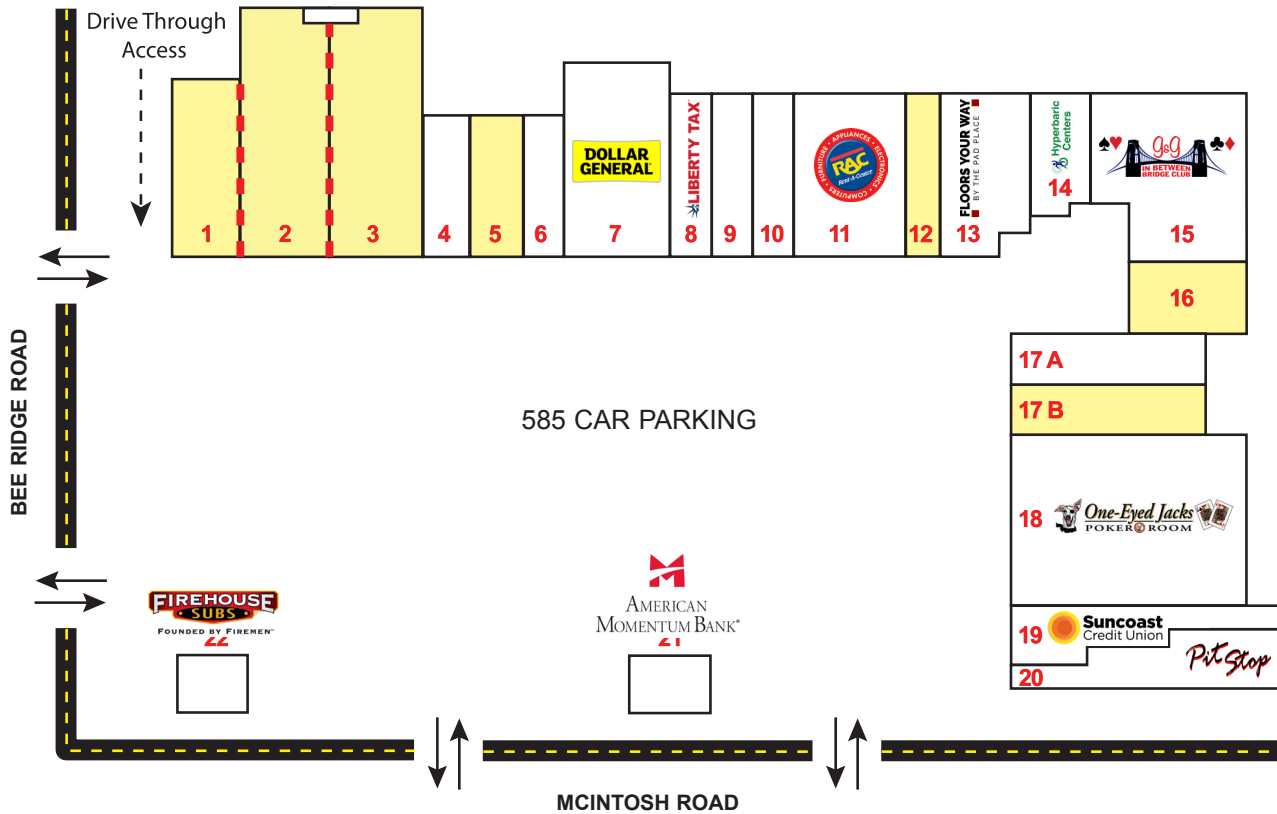 Drive Through
Access
1
2
3
4
5
6
DOLLAR
GENERAL
7
LIBERTY TAX
8
9
10
FURNITURE • APPLIANCES • ELECTRONICS • COMPUTERS
RAC
Rent-A-Center
11
12
FLOORS YOUR WAY
BY THE PAD PLACE
13
Hyperbaric
Centers
14
g&g
IN BETWEEN
BRIDGE CLUB
15
16
17 A
17 B
585 CAR PARKING
BEE RIDGE ROAD
18
One-Eyed Jacks
POKER ROOM
19
Suncoast
Credit Union
Pit Stop
20
FIREHOUSE
SUBS
FOUNDED BY FIREMEN™
22
AMERICAN
MOMENTUM BANK®
21
MCINTOSH ROAD